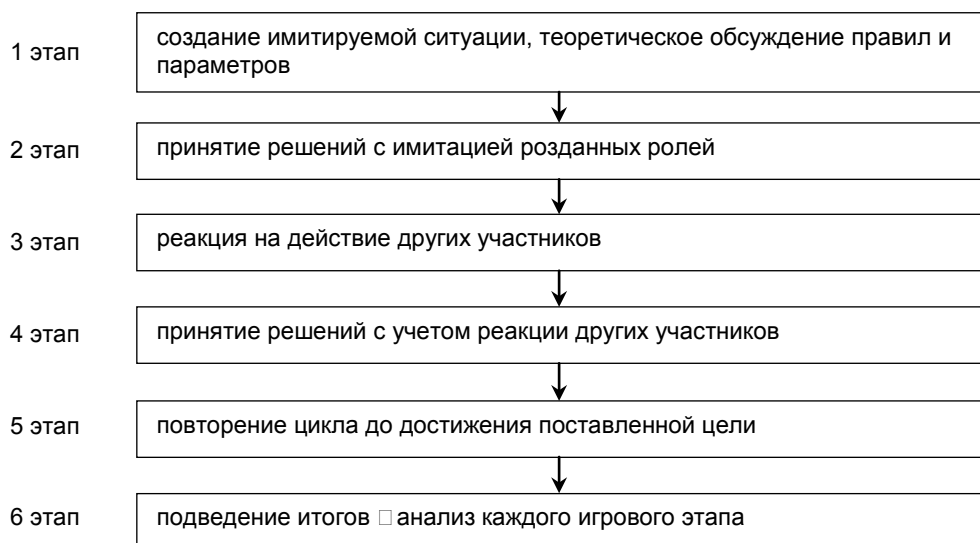 1 этап
создание имитируемой ситуации, теоретическое обсуждение правил и
параметров
2 этап
принятие решений с имитацией розданных ролей
3 этап
реакция на действие других участников
4 этап
принятие решений с учетом реакции других участников
5 этап
повторение цикла до достижения поставленной цели
6 этап
подведение итогов □ анализ каждого игрового этапа